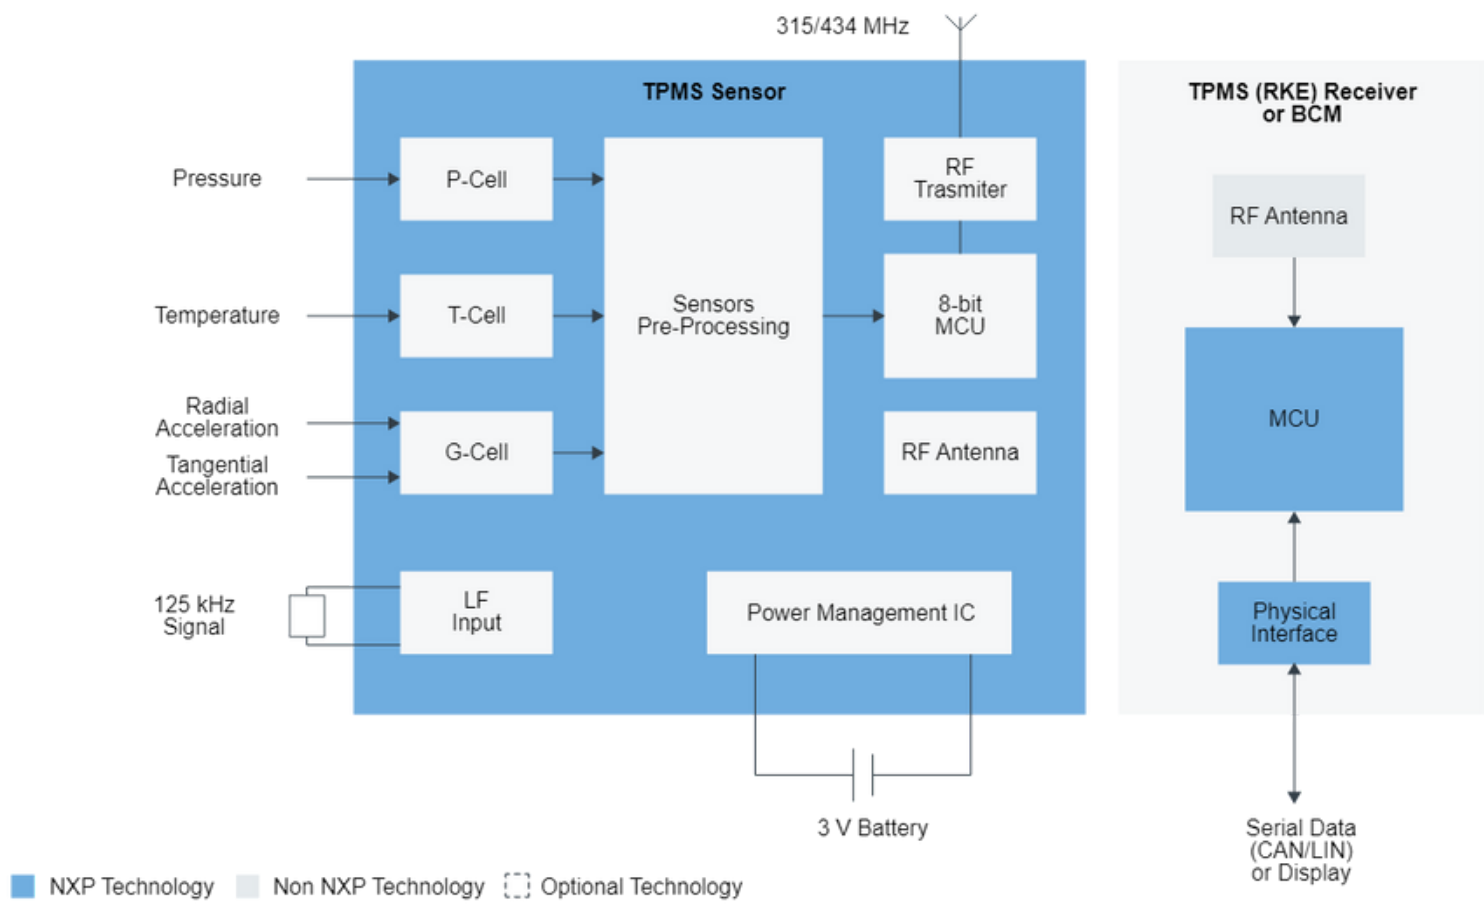 315/434 MHz
TPMS Sensor
TPMS (RKE) Receiver
or BCM
Pressure
P-Cell
RF
Trasmiter
RF Antenna
Temperature
T-Cell
Sensors
Pre-Processing
8-bit
MCU
Radial
Acceleration
Tangential
Acceleration
G-Cell
RF Antenna
MCU
125 kHz
Signal
LF
Input
Power Management IC
Physical
Interface
3 V Battery
Serial Data
(CAN/LIN)
or Display
NXP Technology
Non NXP Technology
Optional Technology